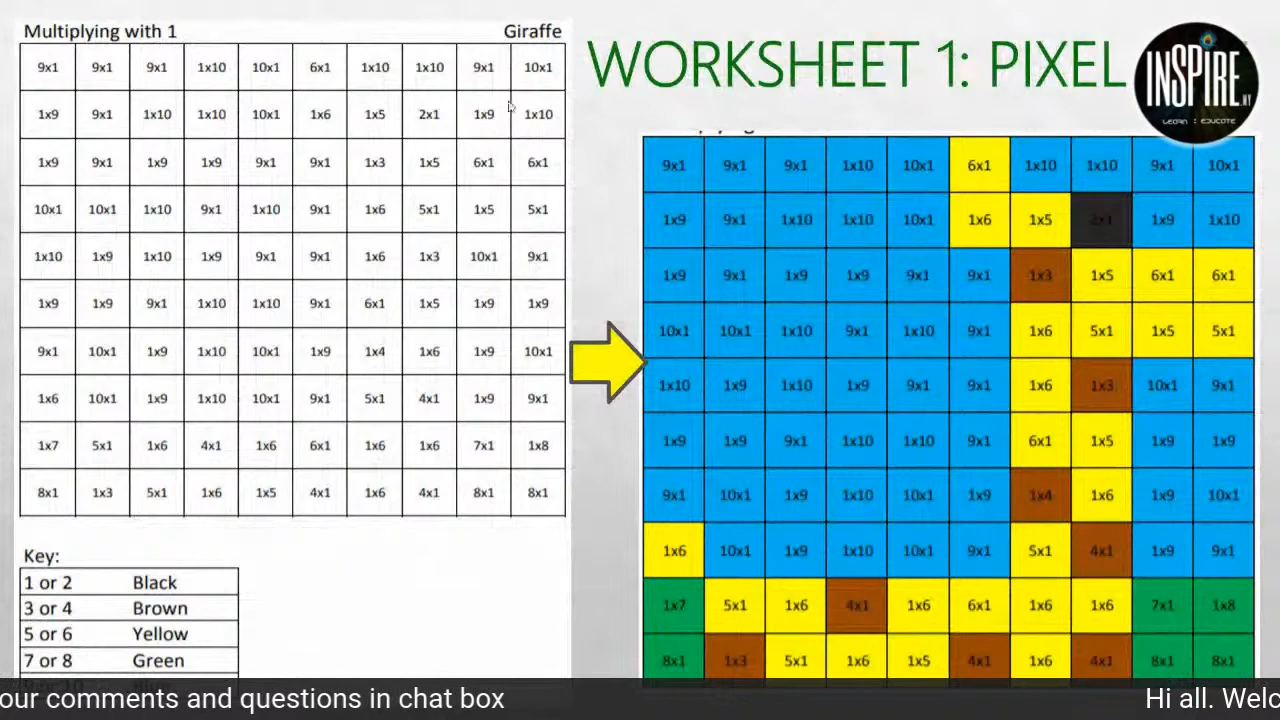 Multiplying with 1 Giraffe
9x1 9x1 9x1 1x10 10x1 6x1 1x10 1x10 9x1 10x1
1x9 9x1 1x10 1x10 10x1 1x6 1x5 2x1 1x9 1x10
1x9 9x1 1x9 1x9 9x1 9x1 1x3 1x5 6x1 6x1
10x1 10x1 1x10 9x1 1x10 9x1 1x6 5x1 1x5 5x1
1x10 1x9 1x10 1x9 9x1 9x1 1x6 1x3 10x1 9x1
1x9 1x9 9x1 1x10 1x10 9x1 6x1 1x5 1x9 1x9
9x1 10x1 1x9 1x10 10x1 1x9 1x4 1x6 1x9 10x1
1x6 10x1 1x9 1x10 10x1 9x1 5x1 4x1 1x9 9x1
1x7 5x1 1x6 4x1 1x6 6x1 1x6 1x6 7x1 1x8
8x1 1x3 5x1 1x6 1x5 4x1 1x6 4x1 8x1 8x1
Key:
1 or 2 Black
3 or 4 Brown
5 or 6 Yellow
7 or 8 Green
WORKSHEET 1: PIXEL
INSPIRE.MY
LEARN : EDUCATE
9x1 9x1 9x1 1x10 10x1 6x1 1x10 1x10 9x1 10x1
1x9 9x1 1x10 1x10 10x1 1x6 1x5 2x1 1x9 1x10
1x9 9x1 1x9 1x9 9x1 9x1 1x3 1x5 6x1 6x1
10x1 10x1 1x10 9x1 1x10 9x1 1x6 5x1 1x5 5x1
1x10 1x9 1x10 1x9 9x1 9x1 1x6 1x3 10x1 9x1
1x9 1x9 9x1 1x10 1x10 9x1 6x1 1x5 1x9 1x9
9x1 10x1 1x9 1x10 10x1 1x9 1x4 1x6 1x9 10x1
1x6 10x1 1x9 1x10 10x1 9x1 5x1 4x1 1x9 9x1
1x7 5x1 1x6 4x1 1x6 6x1 1x6 1x6 7x1 1x8
8x1 1x3 5x1 1x6 1x5 4x1 1x6 4x1 8x1 8x1
our comments and questions in chat box Hi all. Welc